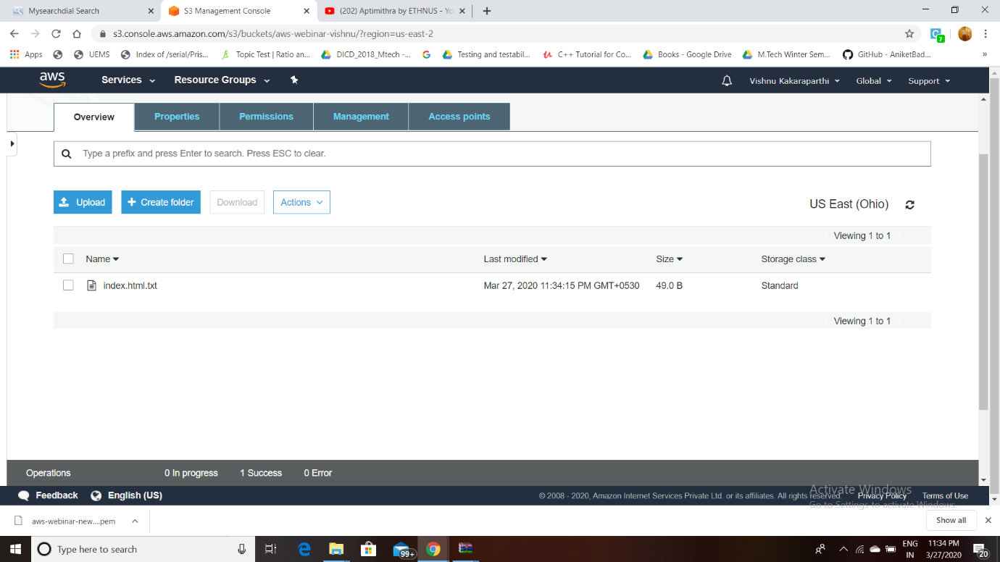 Mysearchdial Search
S3 Management Console
(202) Aptimithra by ETHNUS - Yo
s3.console.aws.amazon.com/s3/buckets/aws-webinar-vishnu/?region=us-east-2
7
Apps UEMS Index of /serial/Pris... Topic Test | Ratio an... DICD_2018_Mtech -... Testing and testabil... C++ Tutorial for Co... Books - Google Drive M.Tech Winter Sem... GitHub - AniketBad... »
aws Services Resource Groups Vishnu Kakaraparthi Global Support
Overview Properties Permissions Management Access points
Type a prefix and press Enter to search. Press ESC to clear.
Upload + Create folder Download Actions US East (Ohio)
Viewing 1 to 1
Name Last modified Size Storage class
index.html.txt Mar 27, 2020 11:34:15 PM GMT+0530 49.0 B Standard
Viewing 1 to 1
Operations 0 In progress 1 Success 0 Error
Activate Windows
Feedback English (US) © 2008 - 2020, Amazon Internet Services Private Ltd. or its affiliates. All rights reserved. Privacy Policy Terms of Use
Go to Settings to activate Windows.
aws-webinar-new....pem Show all
Type here to search 99+ ENG 11:34 PM
IN 3/27/2020 20